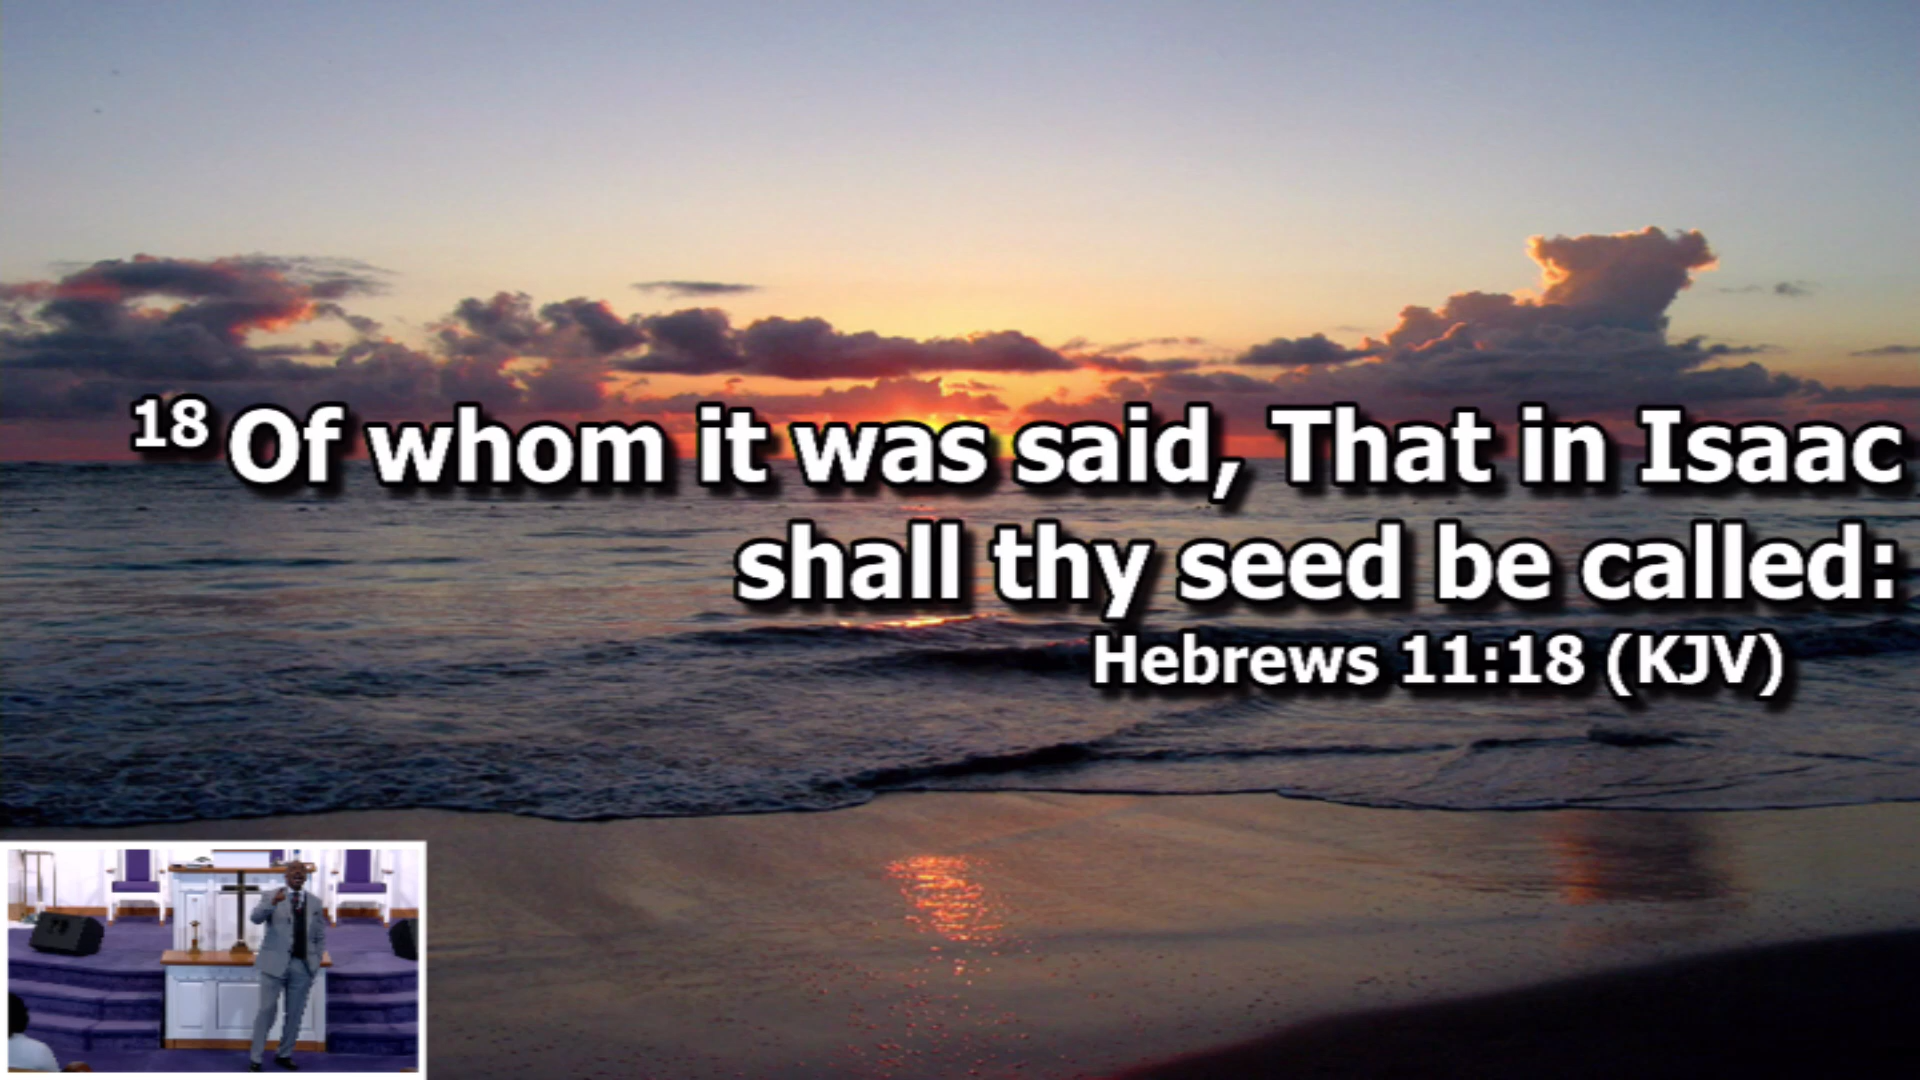 18 Of whom it was said, That in Isaac
shall thy seed be called:
Hebrews 11:18 (KJV)